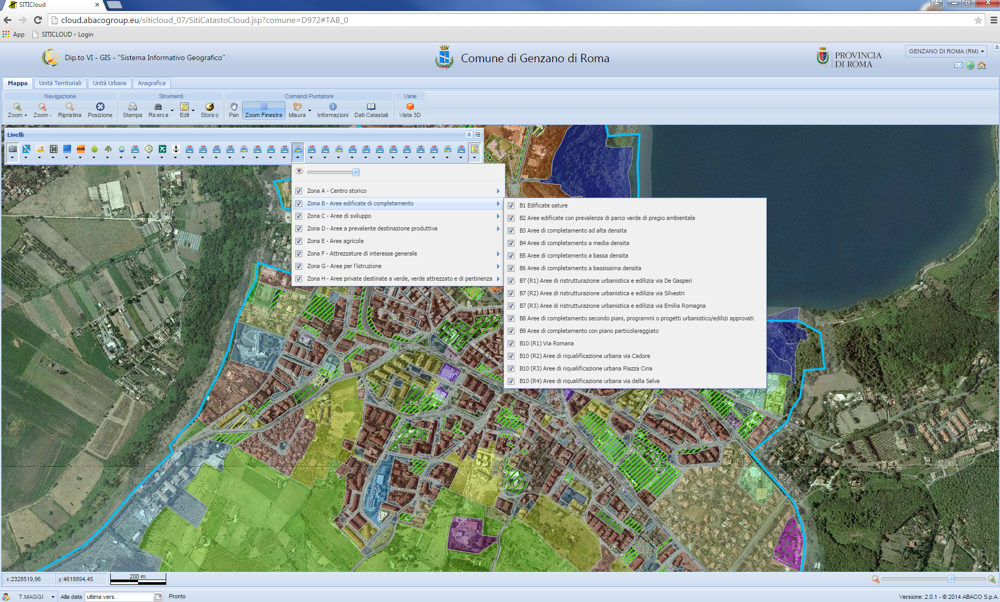 SITICloud
cloud.abacogroup.eu/siticloud_07/SitiCatastoCloud.jsp?comune=D972#TAB_0
App SITICLOUD - Login
Dip.to VI - GIS - "Sistema Informativo Geografico"
Comune di Genzano di Roma
PROVINCIA
DI ROMA
GENZANO DI ROMA (RM)
Mappa Unità Territoriali Unità Urbane Anagrafica
Navigazione Strumenti Comandi Puntatore Varie
Zoom + Zoom - Ripristina Posizione Stampa Ricerca Edit Storico Pan Zoom Finestra Misura Informazioni Dati Catastali Vista 3D
Livelli
PTPR
Zona A - Centro storico
Zona B - Aree edificate di completamento
Zona C - Aree di sviluppo
Zona D - Aree a prevalente destinazione produttiva
Zona E - Aree agricole
Zona F - Attrezzature di interesse generale
Zona G - Aree per l'istruzione
Zona H - Aree private destinate a verde, verde attrezzato e di pertinenza
B1 Edificate sature
B2 Aree edificate con prevalenza di parco verde di pregio ambientale
B3 Aree di completamento ad alta densita
B4 Aree di completamento a media densita
B5 Aree di completamento a bassa densita
B6 Aree di completamento a bassissima densita
B7 (R1) Aree di ristrutturazione urbanistica e edilizia via De Gasperi
B7 (R2) Aree di ristrutturazione urbanistica e edilizia via Silvestri
B7 (R3) Aree di ristrutturazione urbanistica e edilizia via Emilia Romagna
B8 Aree di completamento secondo piani, programmi o progetti urbanistico/edilizi approvati
B9 Aree di completamento con piano particolareggiato
B10 (R1) Via Romana
B10 (R2) Aree di riqualificazione urbana via Cadore
B10 (R3) Aree di riqualificazione urbana Piazza Cina
B10 (R4) Aree di riqualificazione urbana via della Selva
x:2328519,96 y:4618894,45 200 m.
T.MAGGI Alla data ultima vers. Pronto
Versione: 2.0.1 - © 2014 ABACO S.p.A.